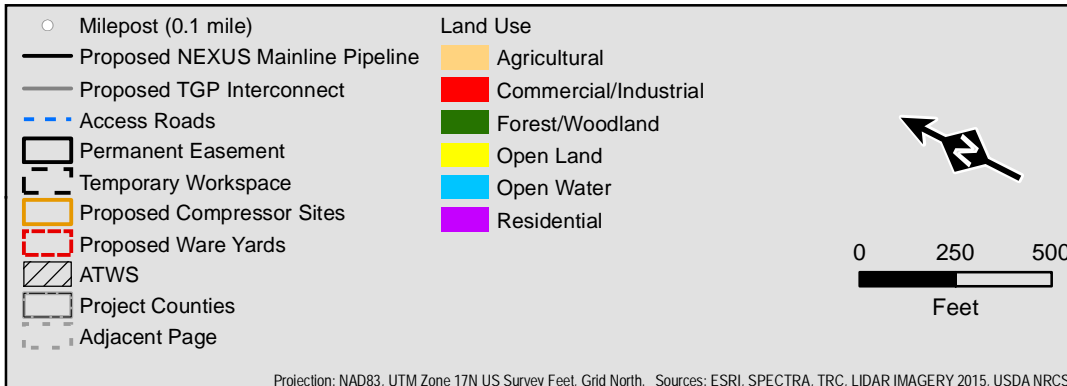 Milepost (0.1 mile)
Proposed NEXUS Mainline Pipeline
Proposed TGP Interconnect
Access Roads
Permanent Easement
Temporary Workspace
Proposed Compressor Sites
Proposed Ware Yards
ATWS
Project Counties
Adjacent Page
Land Use
Agricultural
Commercial/Industrial
Forest/Woodland
Open Land
Open Water
Residential
N
0 250 500
Feet
Projection: NAD83, UTM Zone 17N US Survey Feet, Grid North, Sources: ESRI, SPECTRA, TRC, LIDAR IMAGERY 2015, USDA NRCS